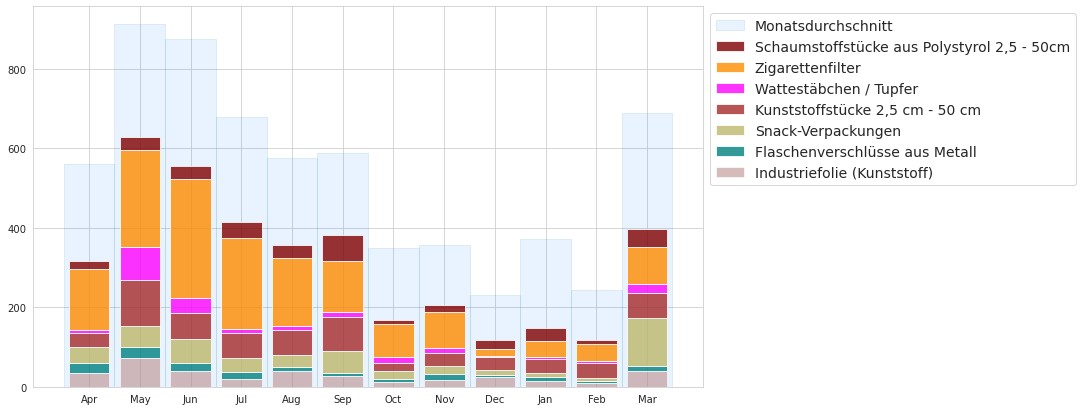 Monatsdurchschnitt
Schaumstoffstücke aus Polystyrol 2,5 - 50cm
Zigarettenfilter
Wattestäbchen / Tupfer
Kunststoffstücke 2,5 cm - 50 cm
Snack-Verpackungen
Flaschenverschlüsse aus Metall
Industriefolie (Kunststoff)
800
600
400
200
0
Apr May Jun Jul Aug Sep Oct Nov Dec Jan Feb Mar